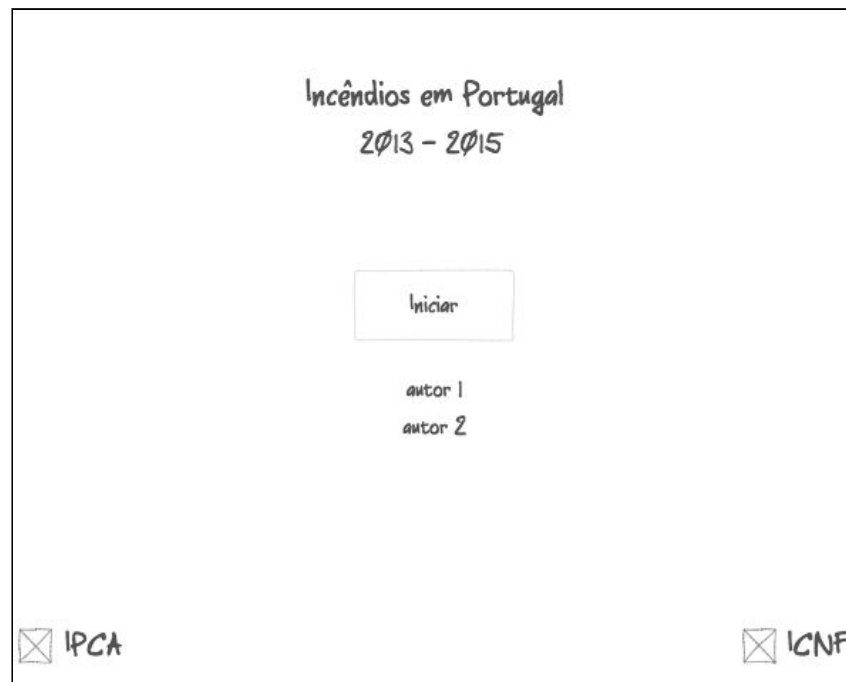 Incêndios em Portugal
2013 - 2015
Iniciar
autor 1
autor 2
IPCA
ICNF